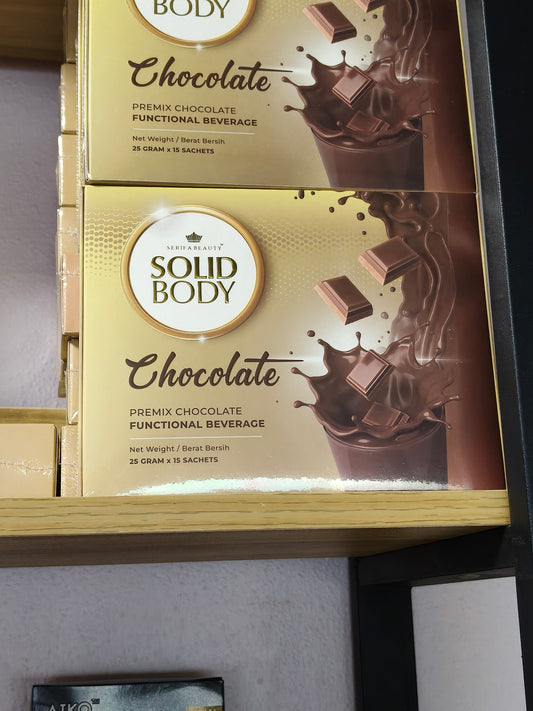 BODY
Chocolate
PREMIX CHOCOLATE
FUNCTIONAL BEVERAGE
Net Weight / Berat Bersih
25 GRAM x 15 SACHETS
SERIFA BEAUTY™
SOLID
BODY
Chocolate
PREMIX CHOCOLATE
FUNCTIONAL BEVERAGE
Net Weight / Berat Bersih
25 GRAM x 15 SACHETS